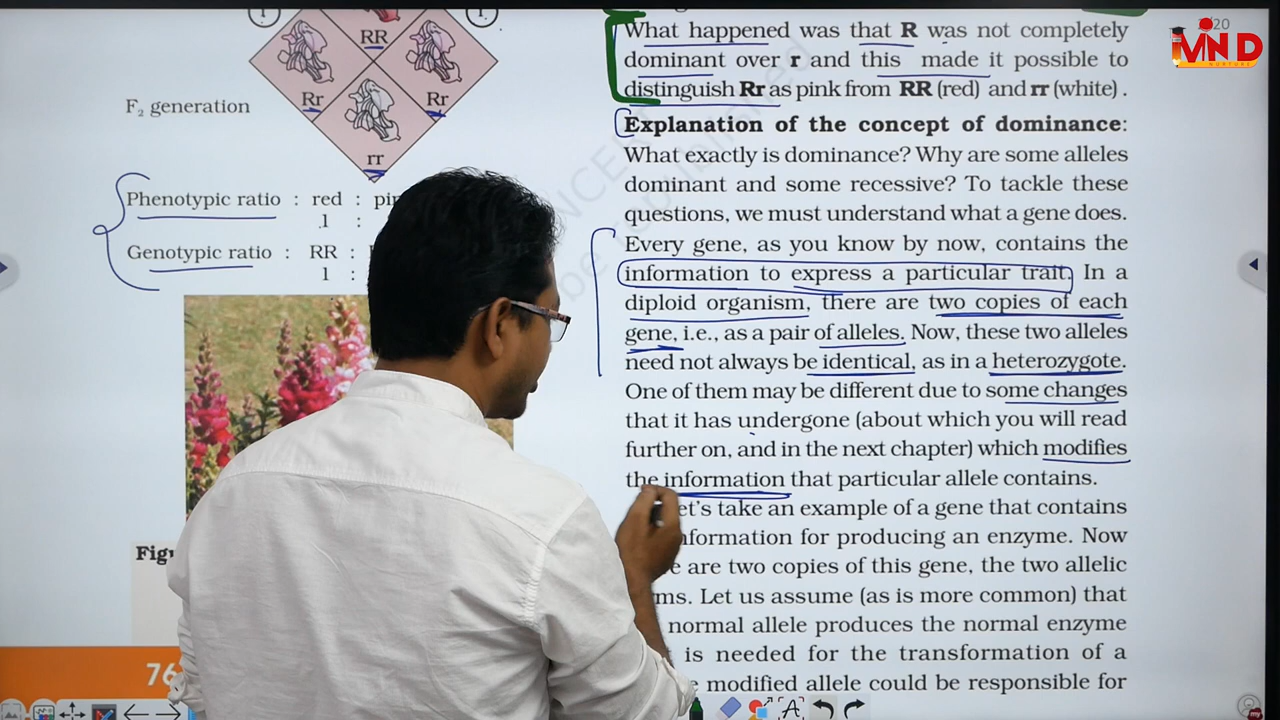 RR
Rr
Rr
rr
F2 generation
Phenotypic ratio : red :
1 :
Genotypic ratio : RR :
1 :
76
What happened was that R was not completely
dominant over r and this made it possible to
distinguish Rr as pink from RR (red) and rr (white) .
Explanation of the concept of dominance:
What exactly is dominance? Why are some alleles
dominant and some recessive? To tackle these
questions, we must understand what a gene does.
Every gene, as you know by now, contains the
information to express a particular trait. In a
diploid organism, there are two copies of each
gene, i.e., as a pair of alleles. Now, these two alleles
need not always be identical, as in a heterozygote.
One of them may be different due to some changes
that it has undergone (about which you will read
further on, and in the next chapter) which modifies
the information that particular allele contains.
take an example of a gene that contains
for producing an enzyme. Now
are two copies of this gene, the two allelic
Let us assume (as is more common) that
normal allele produces the normal enzyme
is needed for the transformation of a
modified allele could be responsible for
MIND